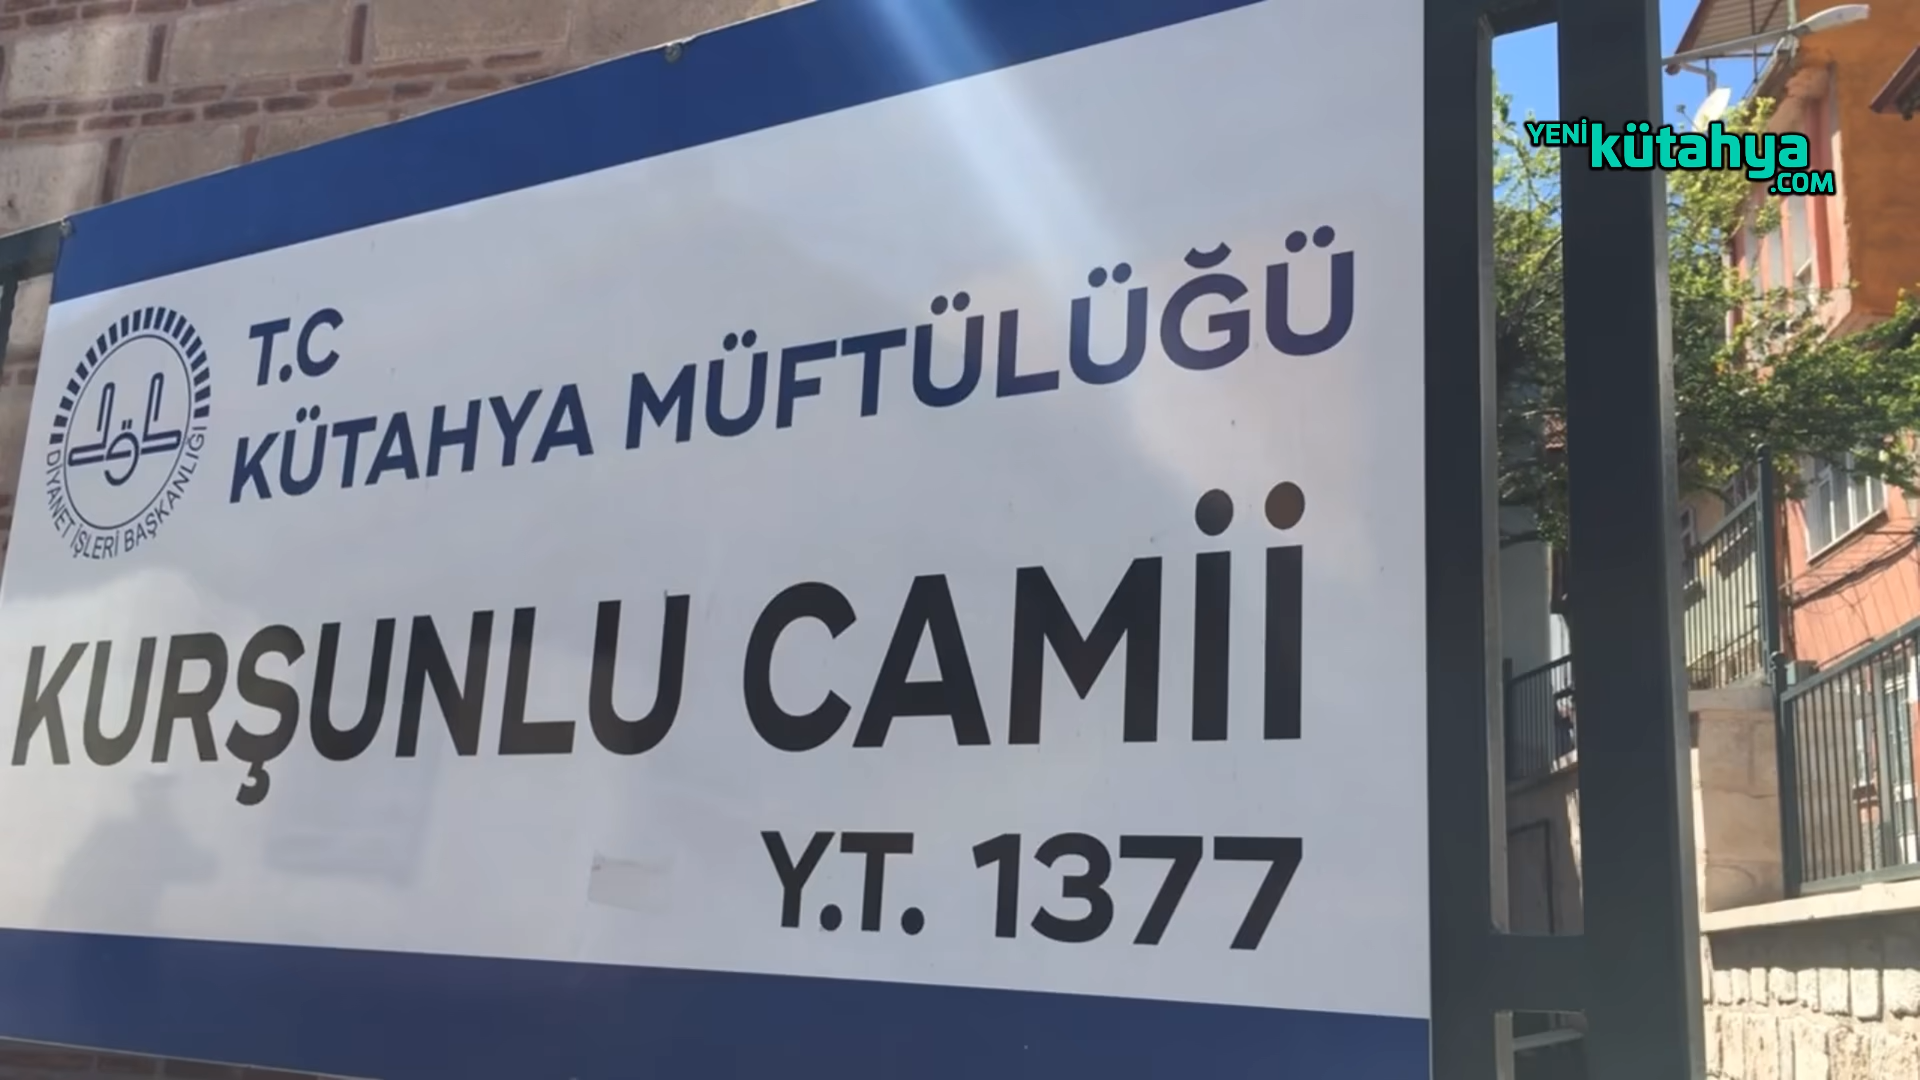 YENİ
kütahya
.COM
T.C
KÜTAHYA MÜFTÜLÜĞÜ
DİYANET İŞLERİ BAŞKANLIĞI
KURŞUNLU CAMİİ
Y.T. 1377